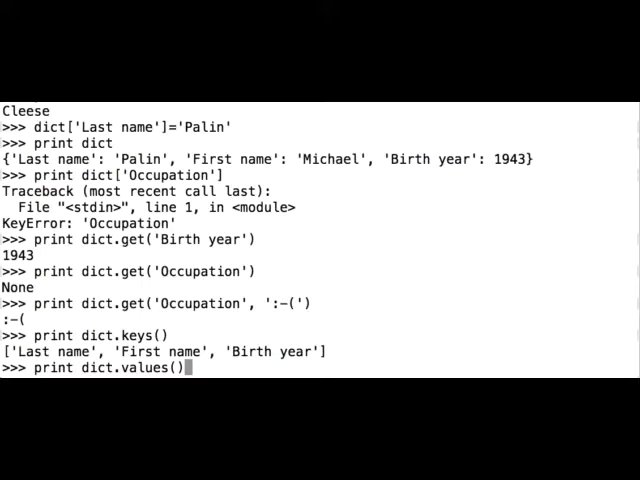 Cleese
>>> dict['Last name']='Palin'
>>> print dict
{'Last name': 'Palin', 'First name': 'Michael', 'Birth year': 1943}
>>> print dict['Occupation']
Traceback (most recent call last):
  File "<stdin>", line 1, in <module>
KeyError: 'Occupation'
>>> print dict.get('Birth year')
1943
>>> print dict.get('Occupation')
None
>>> print dict.get('Occupation', ':-(')
:-(
>>> print dict.keys()
['Last name', 'First name', 'Birth year']
>>> print dict.values()